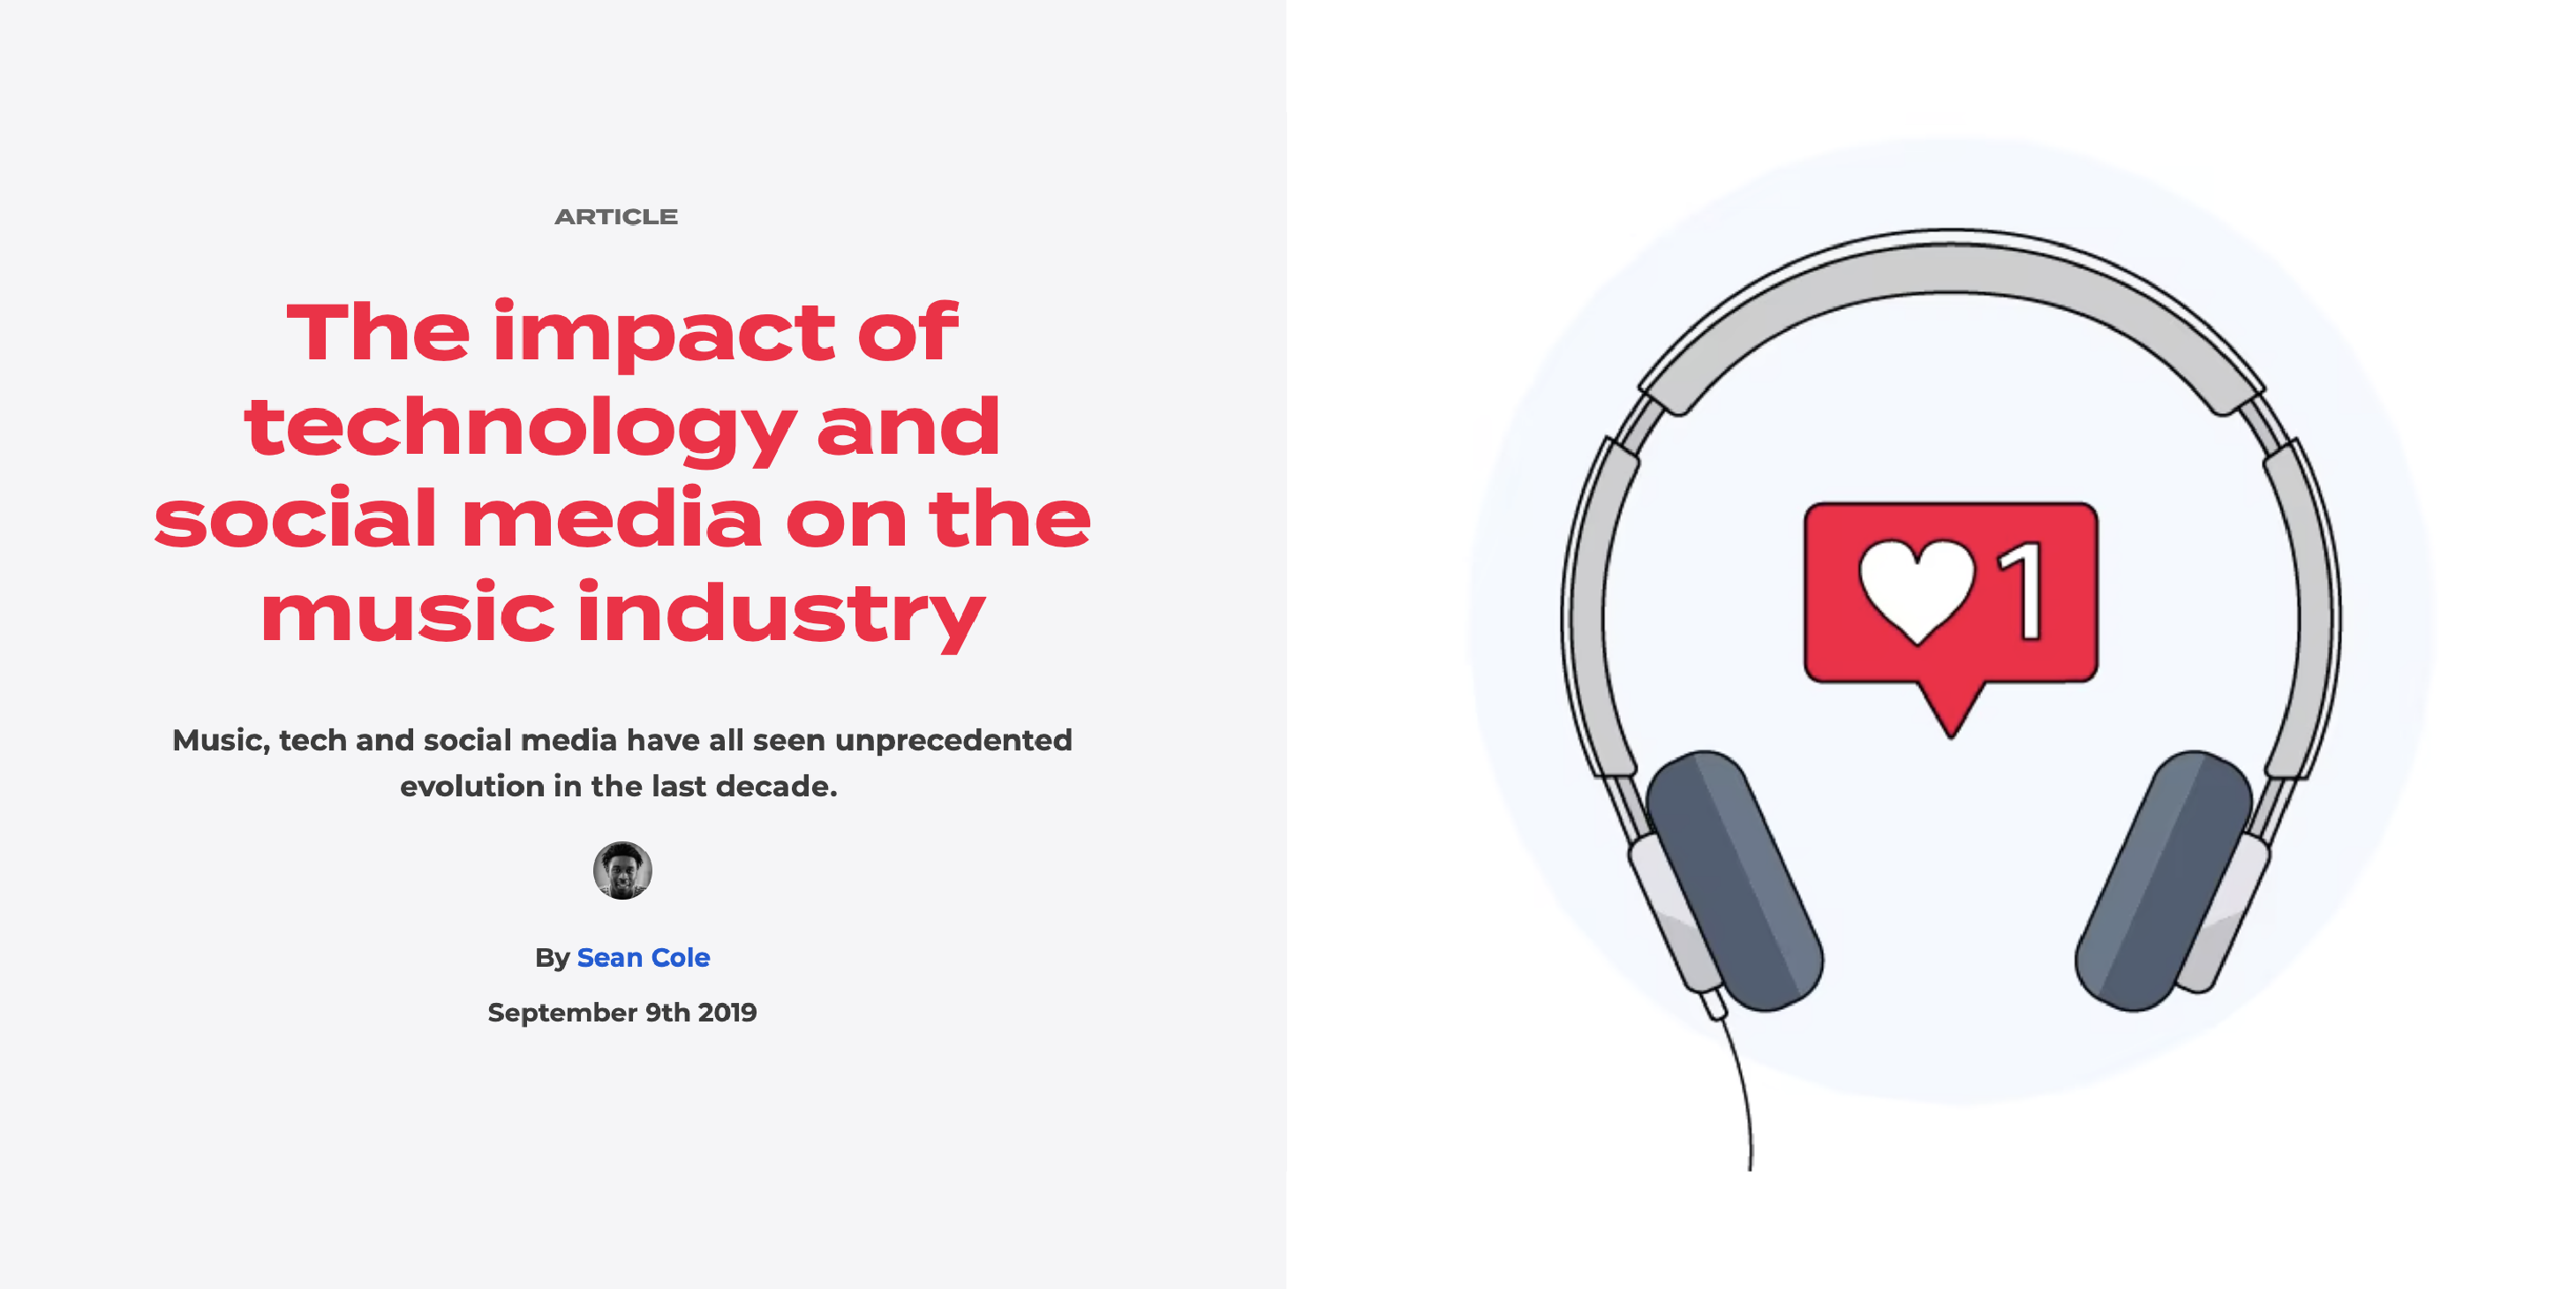 ARTICLE
The impact of
technology and
social media on the
music industry
Music, tech and social media have all seen unprecedented
evolution in the last decade.
By Sean Cole
September 9th 2019
1